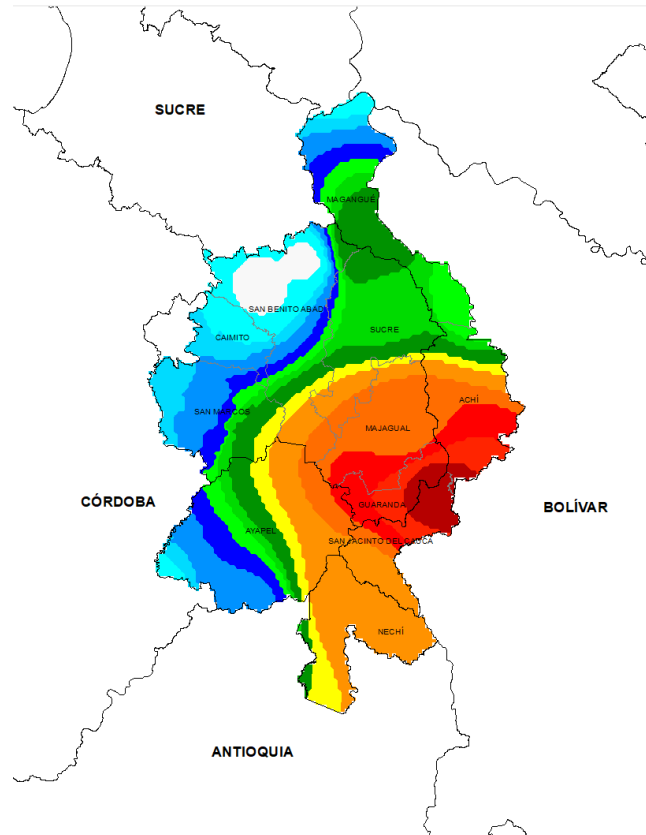 SUCRE
MAGANGUÉ
SAN BENITO ABAD
SUCRE
CAIMITO
ACHÍ
SAN MARCOS
MAJAGUAL
CÓRDOBA
GUARANDA
BOLÍVAR
AYAPEL
SAN JACINTO DEL CAUCA
NECHÍ
ANTIOQUIA